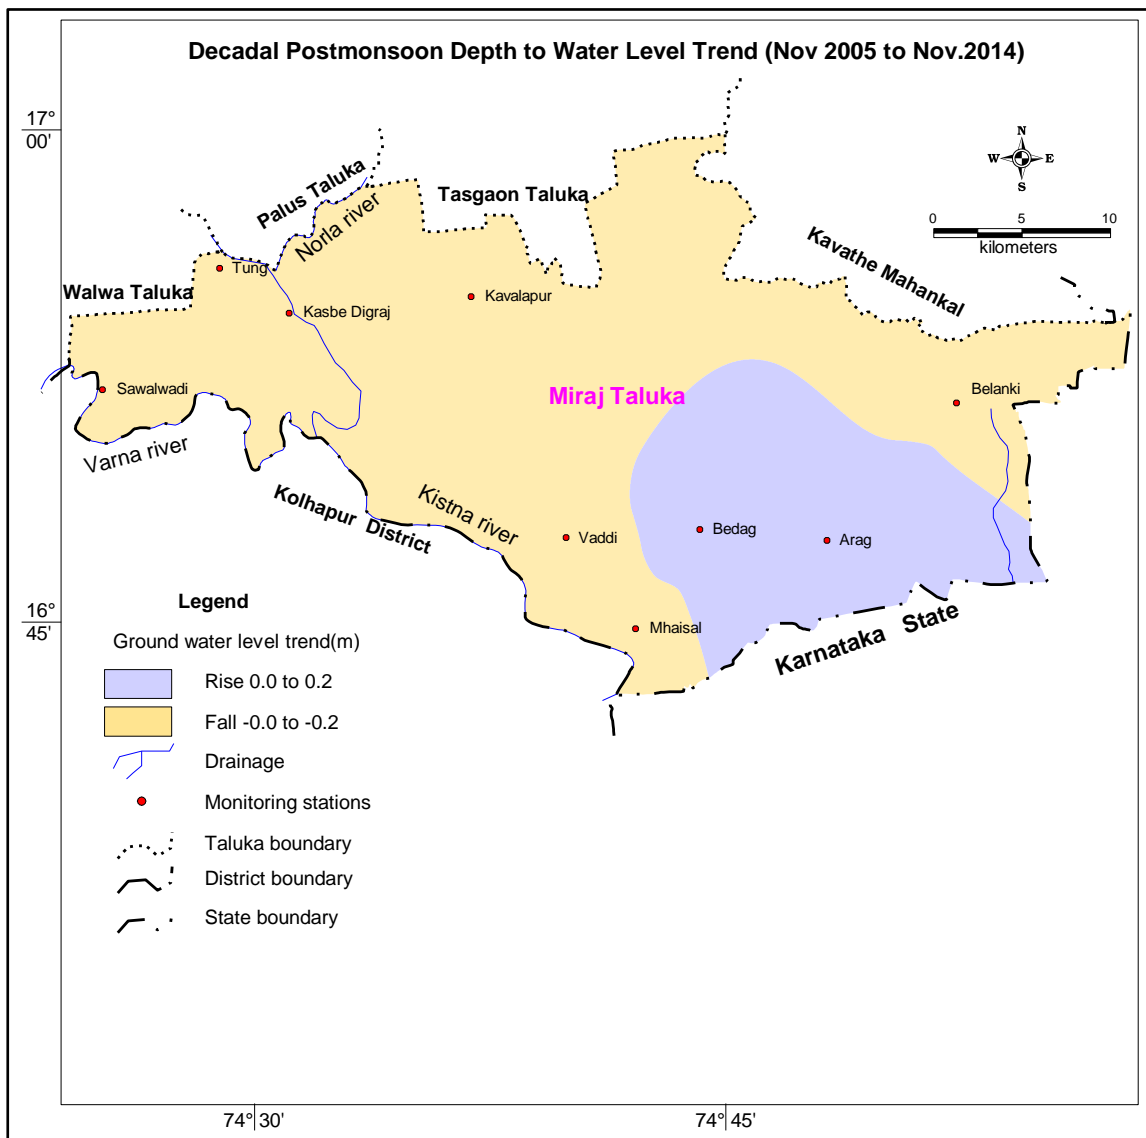 Decadal Postmonsoon Depth to Water Level Trend (Nov 2005 to Nov.2014)
17°
00'
N
W E
S
Palus Taluka
Norla river
Tasgaon Taluka
0 5 10
kilometers
Kavathe Mahankal
Tung
Walwa Taluka
Kasbe Digraj
Kavalapur
Sawalwadi
Miraj Taluka
Belanki
Varna river
Kolhapur District
Kistna river
Vaddi
Bedag
Arag
Mhaisal
Karnataka State
16°
45'
Legend
Ground water level trend(m)
Rise 0.0 to 0.2
Fall -0.0 to -0.2
Drainage
Monitoring stations
Taluka boundary
District boundary
State boundary
74° 30' 74° 45'